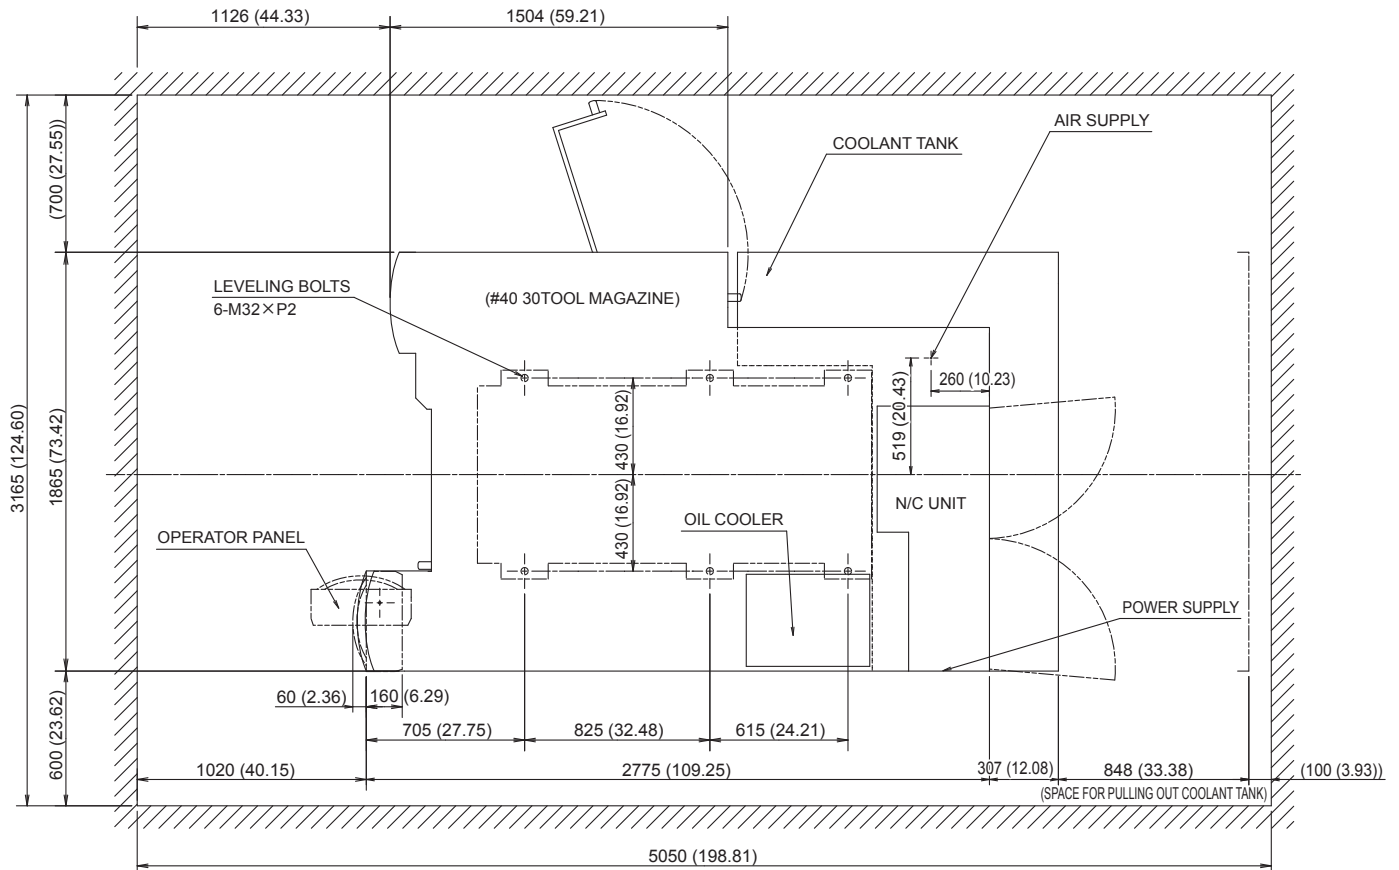 1126 (44.33)
1504 (59.21)
AIR SUPPLY
COOLANT TANK
(700 (27.55))
LEVELING BOLTS
6-M32×P2
(#40 30TOOL MAGAZINE)
260 (10.23)
519 (20.43)
430 (16.92)
3165 (124.60)
1865 (73.42)
N/C UNIT
OIL COOLER
430 (16.92)
OPERATOR PANEL
POWER SUPPLY
60 (2.36)
160 (6.29)
600 (23.62)
705 (27.75)
825 (32.48)
615 (24.21)
1020 (40.15)
2775 (109.25)
307 (12.08)
848 (33.38)
(100 (3.93))
(SPACE FOR PULLING OUT COOLANT TANK)
5050 (198.81)